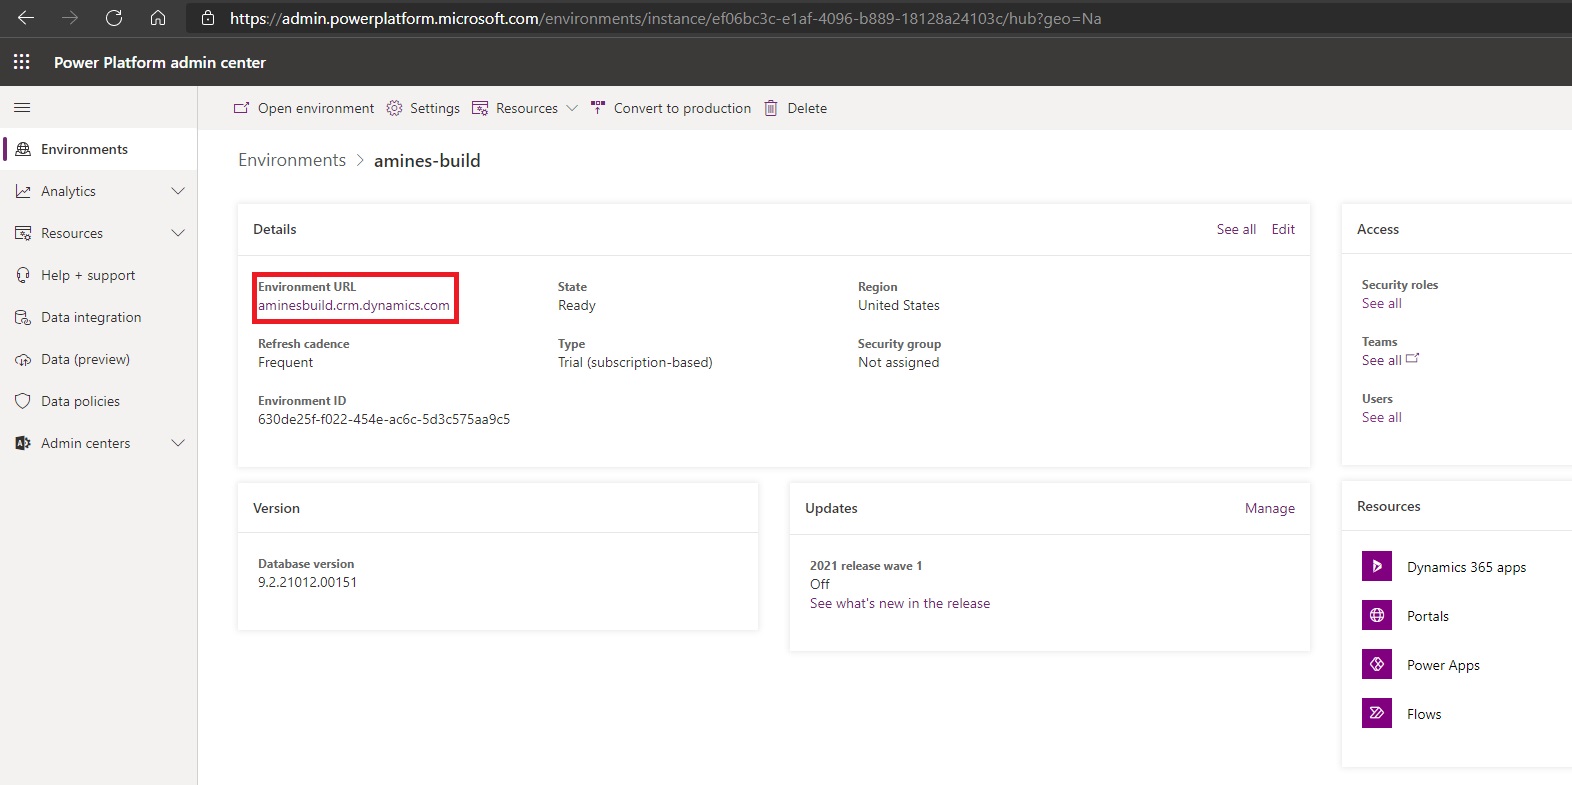 https://admin.powerplatform.microsoft.com/environments/instance/ef06bc3c-e1af-4096-b889-18128a24103c/hub?geo=Na
Power Platform admin center
Open environment Settings Resources Convert to production Delete
Environments
Analytics
Resources
Help + support
Data integration
Data (preview)
Data policies
Admin centers
Environments > amines-build
Details See all Edit
Environment URL
aminesbuild.crm.dynamics.com
State
Ready
Region
United States
Refresh cadence
Frequent
Type
Trial (subscription-based)
Security group
Not assigned
Environment ID
630de25f-f022-454e-ac6c-5d3c575aa9c5
Version
Database version
9.2.21012.00151
Updates Manage
2021 release wave 1
Off
See what's new in the release
Access
Security roles
See all
Teams
See all
Users
See all
Resources
Dynamics 365 apps
Portals
Power Apps
Flows